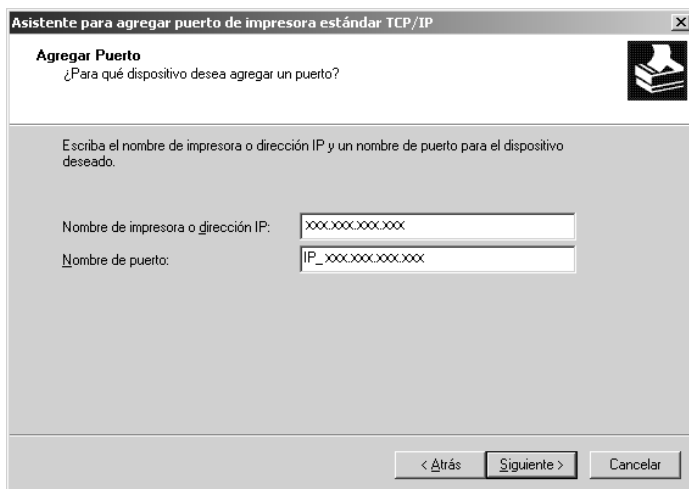 Asistente para agregar puerto de impresora estándar TCP/IP
Agregar Puerto
¿Para qué dispositivo desea agregar un puerto?
Escriba el nombre de impresora o dirección IP y un nombre de puerto para el dispositivo
deseado.
Nombre de impresora o dirección IP: xxx.xxx.xxx.xxx
Nombre de puerto: IP_xxx.xxx.xxx.xxx
< Atrás Siguiente > Cancelar